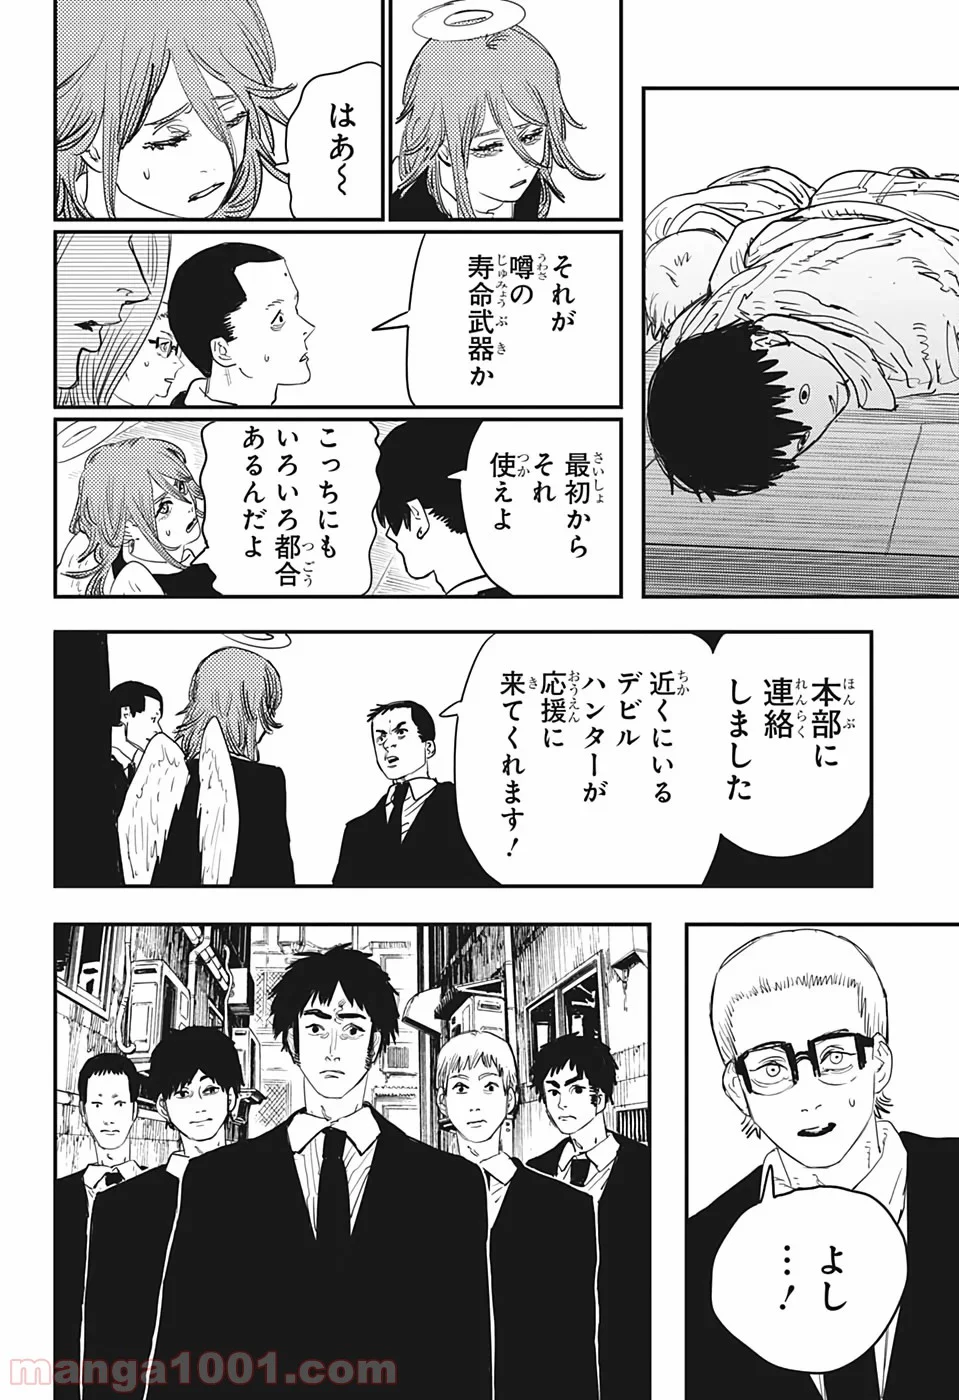 はあ〜
それが
噂の
寿命武器か
最初から
それ
使えよ
こっちにも
いろいろ都合
あるんだよ
本部に
連絡
しました
近くにいる
デビル
ハンターが
応援に
来てくれます!
よし
…!
manga1001.com